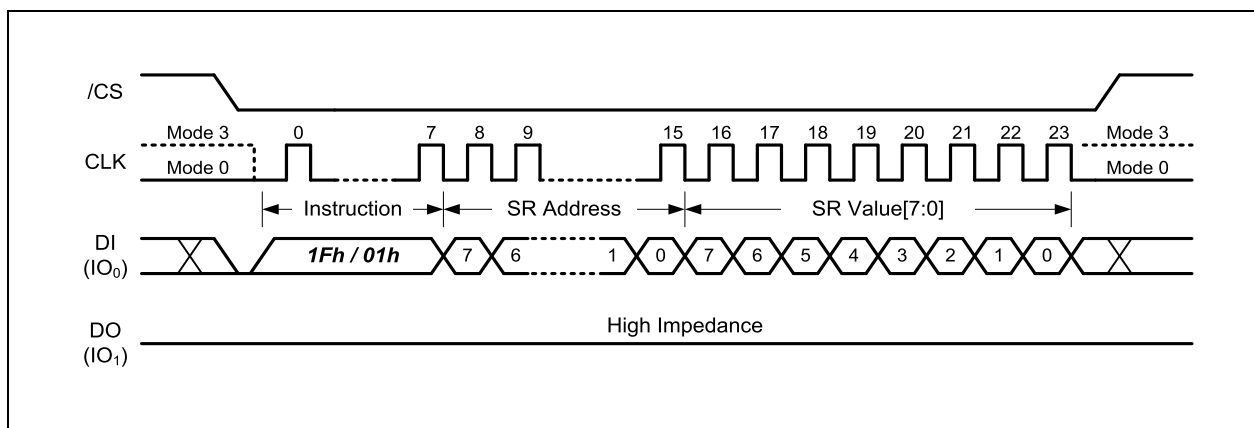 /CS
Mode 3 0 7 8 9 15 16 17 18 19 20 21 22 23 Mode 3
CLK
Mode 0 Mode 0
Instruction SR Address SR Value[7:0]
DI
(IO₀)
1Fh / 01h 7 6 1 0 7 6 5 4 3 2 1 0
High Impedance
DO
(IO₁)